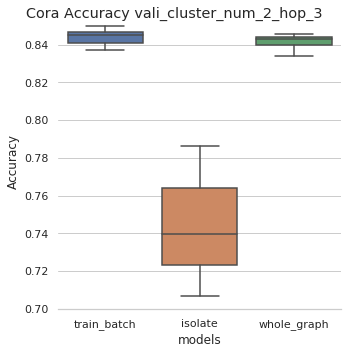 Cora Accuracy vali_cluster_num_2_hop_3
0.84
0.82
0.80
0.78
0.76
0.74
0.72
0.70
Accuracy
train_batch isolate whole_graph
models